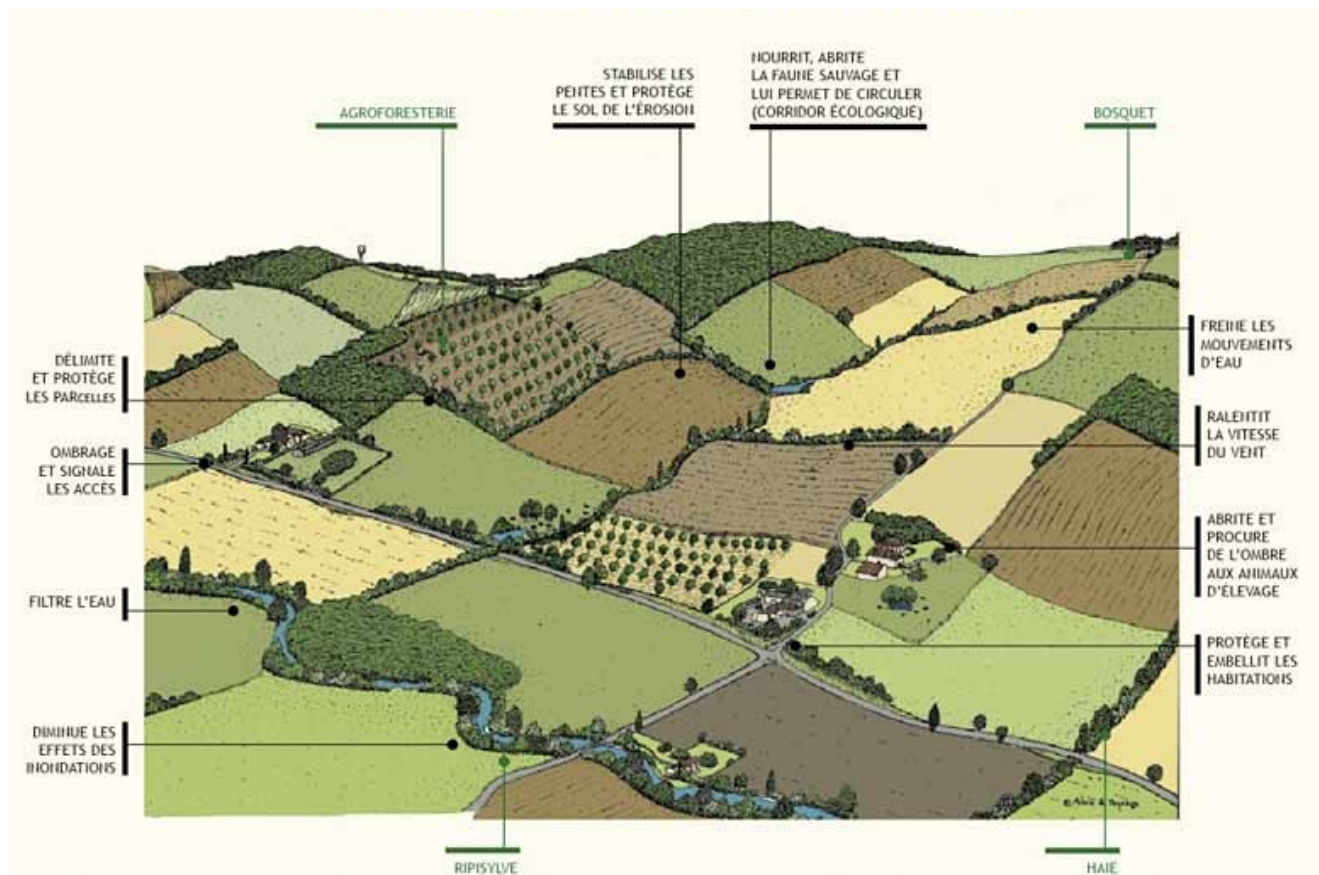 NOURRIT, ABRITE
LA FAUNE SAUVAGE ET
LUI PERMET DE CIRCULER
(CORRIDOR ÉCOLOGIQUE)
STABILISE LES
PENTES ET PROTÈGE
LE SOL DE L'ÉROSION
AGROFORESTERIE
BOSQUET
FREINE LES
MOUVEMENTS
D'EAU
DÉLIMITE
ET PROTÈGE
LES PARCELLES
RALENTIT
LA VITESSE
DU VENT
OMBRAGE
ET SIGNALE
LES ACCÈS
ABRITE ET
PROCURE
DE L'OMBRE
AUX ANIMAUX
D'ÉLEVAGE
FILTRE L'EAU
PROTÈGE ET
EMBELLIT LES
HABITATIONS
DIMINUE LES
EFFETS DES
INONDATIONS
RIPISYLVE
HAIE